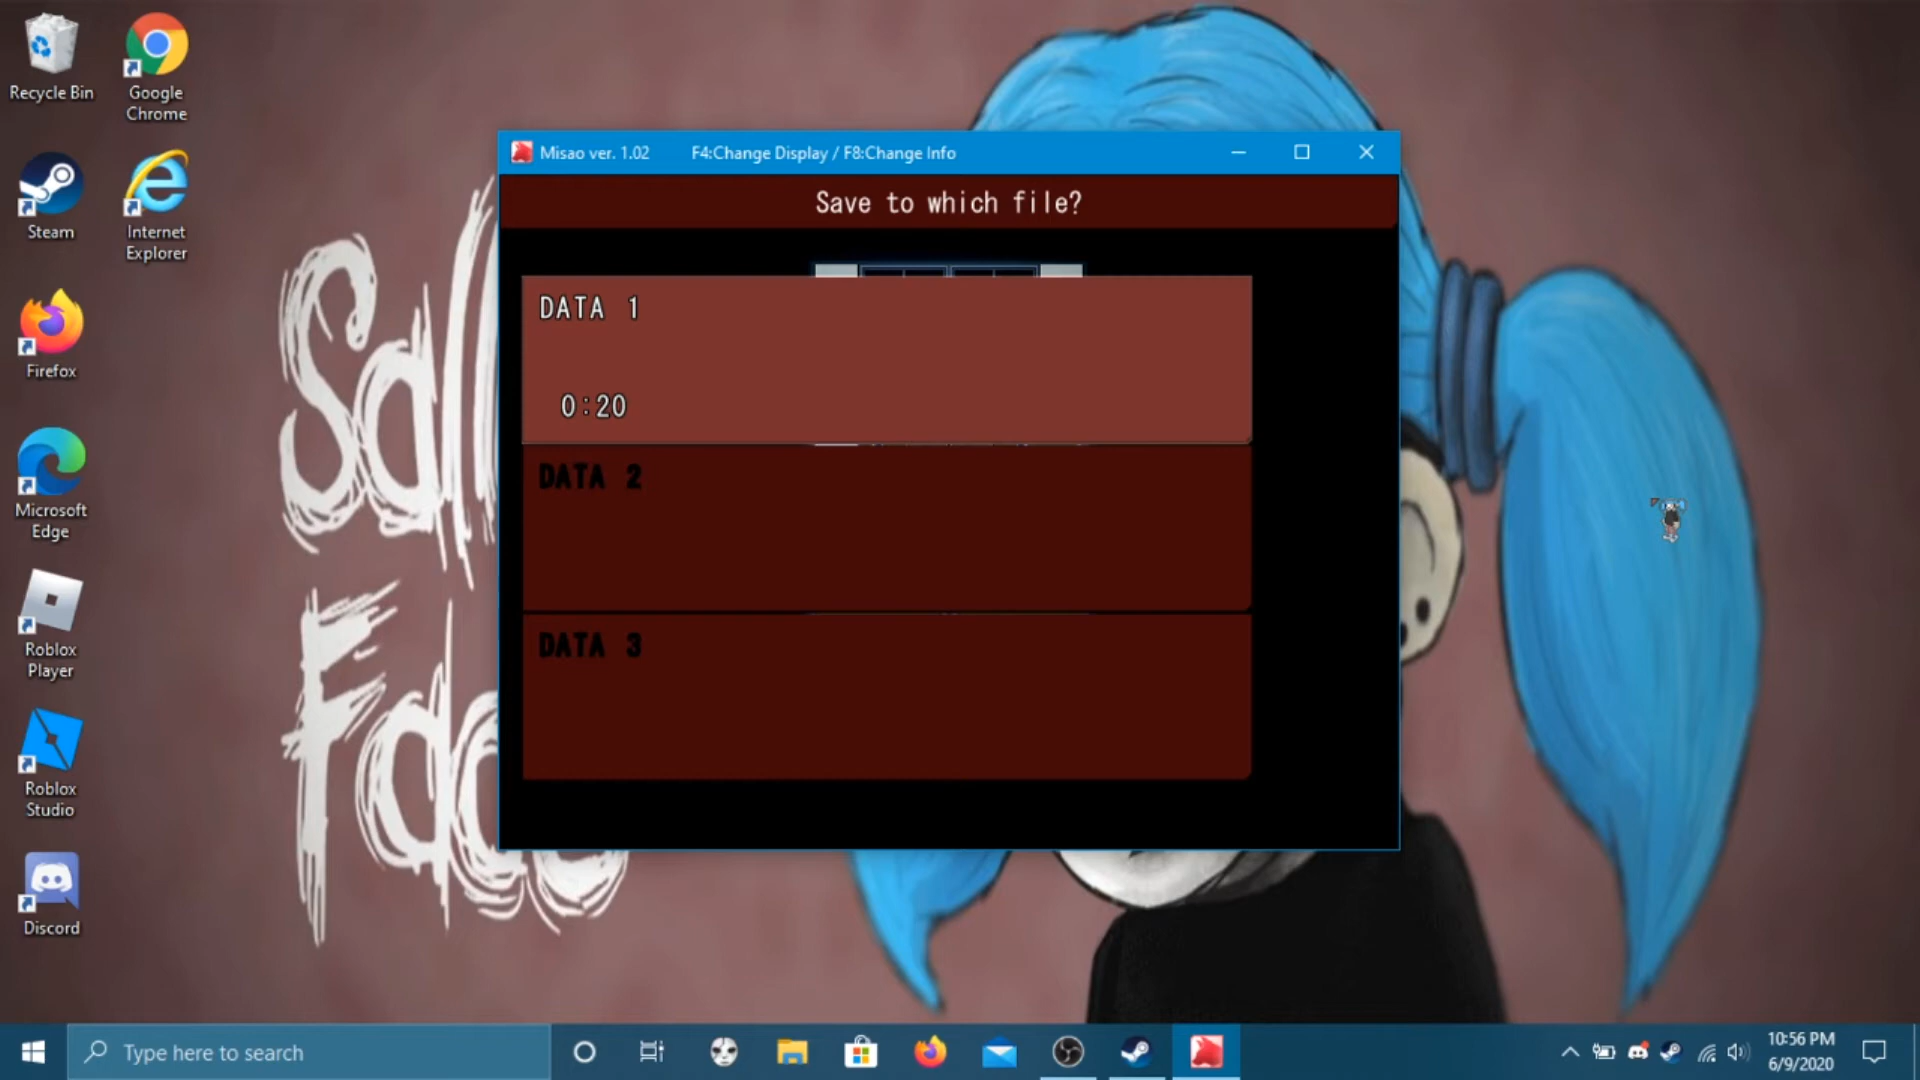 Recycle Bin
Google
Chrome
Steam
Internet
Explorer
Firefox
Microsoft
Edge
Roblox
Player
Roblox
Studio
Discord
Misao ver. 1.02 F4:Change Display / F8:Change Info
Save to which file?
DATA 1
0:20
DATA 2
DATA 3
Type here to search
10:56 PM
6/9/2020